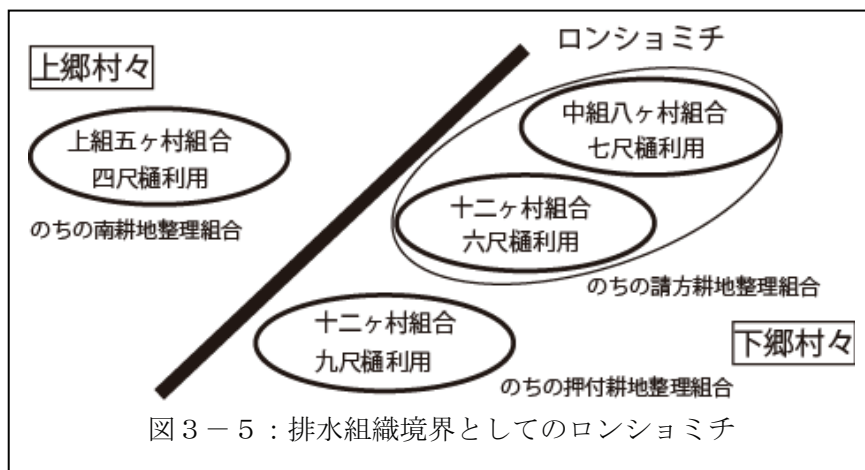 ロンショミチ
上郷村々
上組五ヶ村組合
四尺樋利用
のちの南耕地整理組合
中組八ヶ村組合
七尺樋利用
十二ヶ村組合
六尺樋利用
のちの請方耕地整理組合
十二ヶ村組合
九尺樋利用
のちの押付耕地整理組合
下郷村々
図3－5：排水組織境界としてのロンショミチ